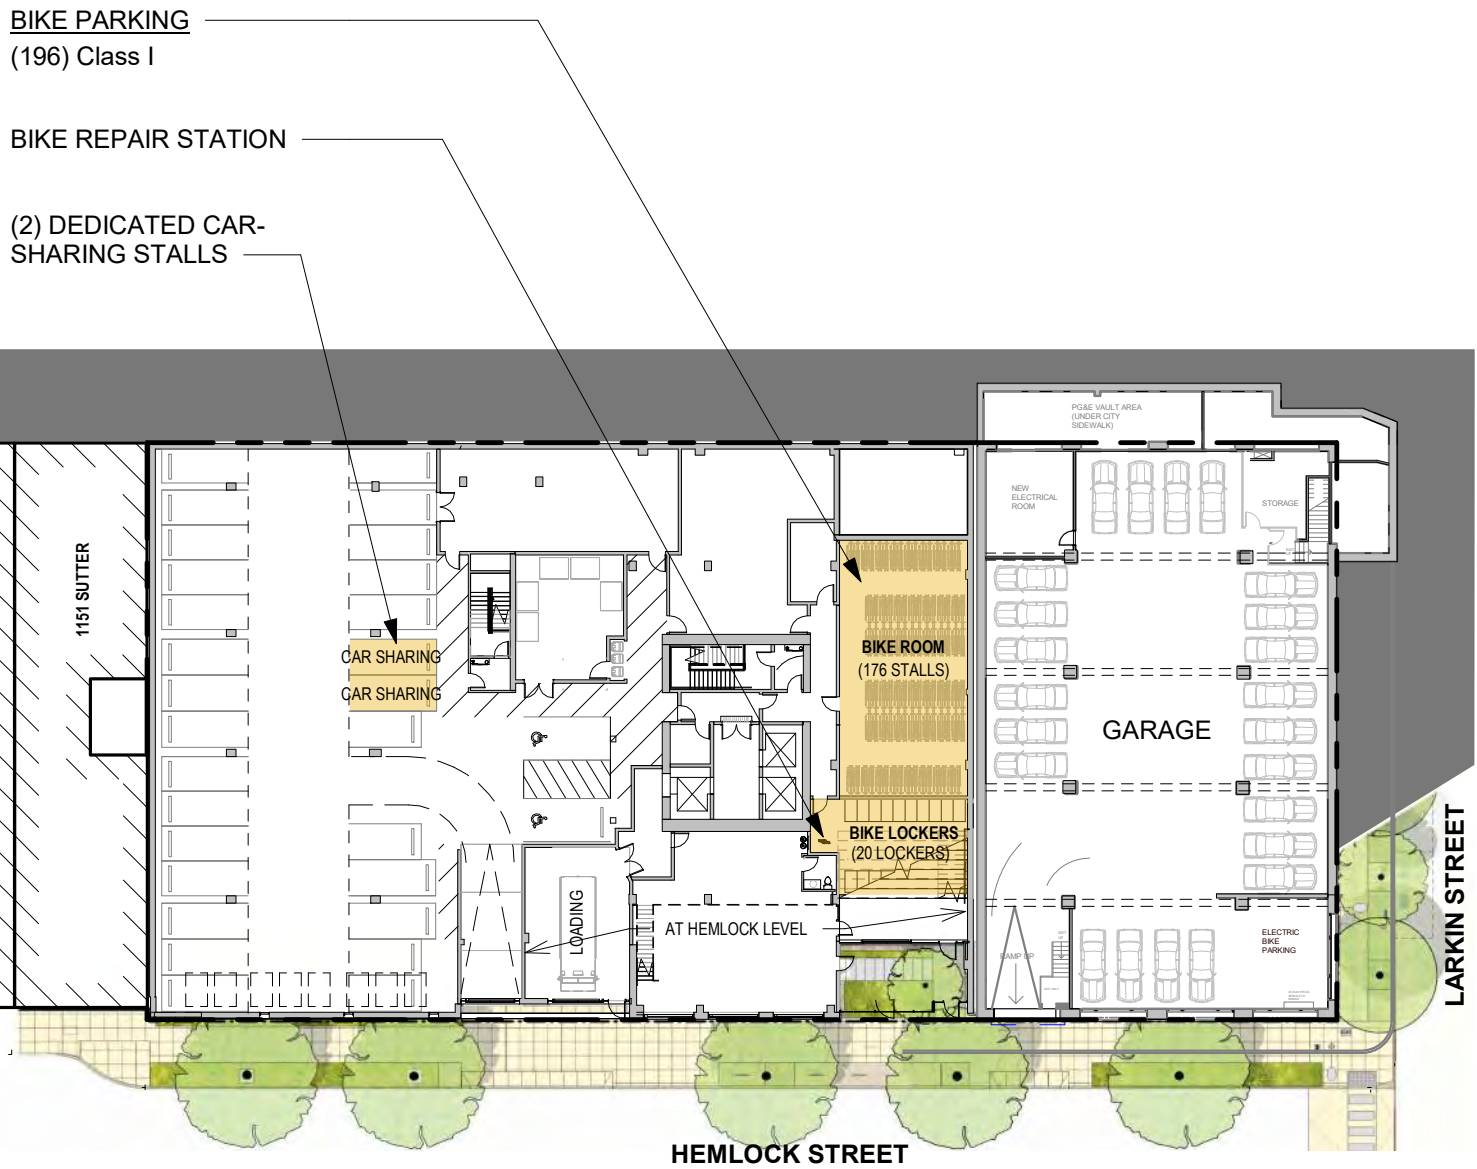 BIKE PARKING
(196) Class I
BIKE REPAIR STATION
(2) DEDICATED CAR-
SHARING STALLS
PG&E VAULT AREA
(UNDER CITY
SIDEWALK)
NEW
ELECTRICAL
ROOM
STORAGE
1151 SUTTER
CAR SHARING
CAR SHARING
BIKE ROOM
(176 STALLS)
GARAGE
BIKE LOCKERS
(20 LOCKERS)
LOADING
AT HEMLOCK LEVEL
RAMP UP
ELECTRIC
BIKE
PARKING
LARKIN STREET
HEMLOCK STREET